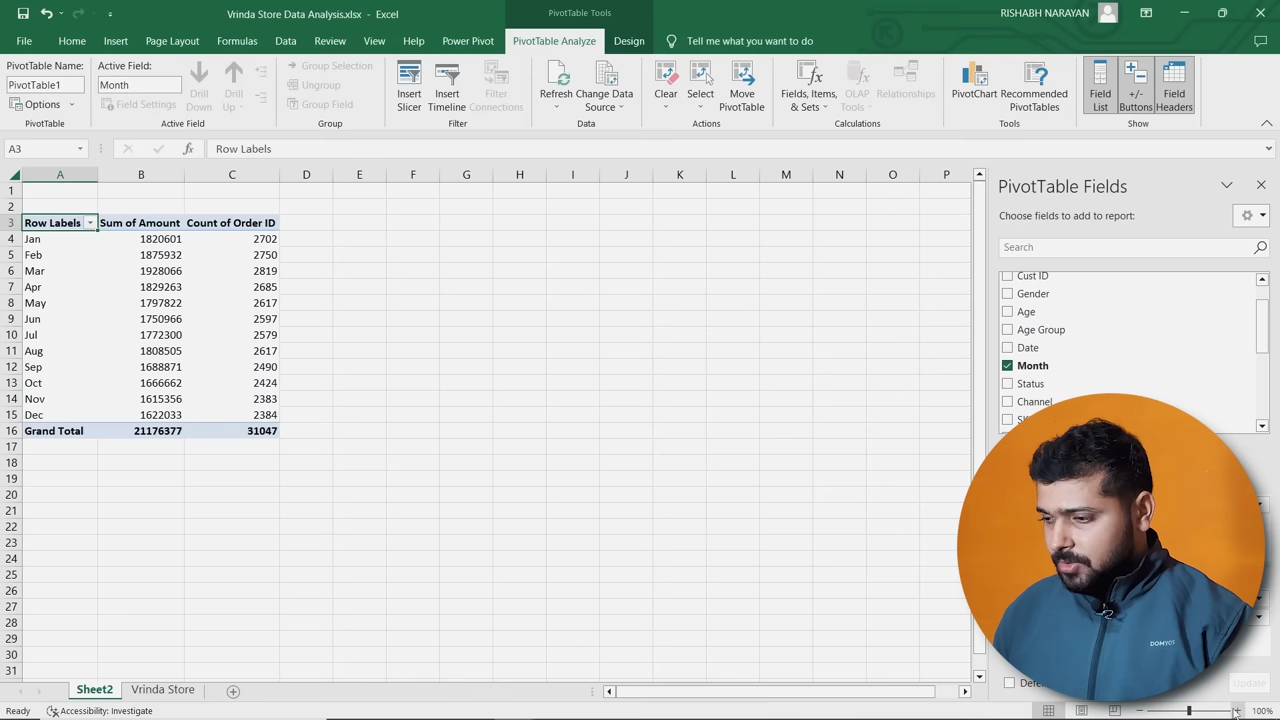 Vrinda Store Data Analysis.xlsx - Excel
PivotTable Tools
RISHABH NARAYAN
File Home Insert Page Layout Formulas Data Review View Help Power Pivot PivotTable Analyze Design Tell me what you want to do
PivotTable Name:
PivotTable1
Options
PivotTable
Active Field:
Month
Field Settings
Drill Down
Drill Up
Active Field
Group Selection
Ungroup
Group Field
Group
Insert Slicer
Insert Timeline
Filter Connections
Filter
Refresh
Change Data Source
Data
Clear
Select
Move PivotTable
Actions
Fields, Items, & Sets
OLAP Tools
Relationships
Calculations
PivotChart
Recommended PivotTables
Tools
Field List
+/- Buttons
Field Headers
Show
A3 fx Row Labels
A B C D E F G H I J K L M N O P
1
2
3 Row Labels Sum of Amount Count of Order ID
4 Jan 1820601 2702
5 Feb 1875932 2750
6 Mar 1928066 2819
7 Apr 1829263 2685
8 May 1797822 2617
9 Jun 1750966 2597
10 Jul 1772300 2579
11 Aug 1808505 2617
12 Sep 1688871 2490
13 Oct 1666662 2424
14 Nov 1615356 2383
15 Dec 1622033 2384
16 Grand Total 21176377 31047
17
18
19
20
21
22
23
24
25
26
27
28
29
30
31
PivotTable Fields
Choose fields to add to report:
Search
Cust ID
Gender
Age
Age Group
Date
Month
Status
Channel
DOMYOS
Update
Sheet2 Vrinda Store
Ready Accessibility: Investigate 100%